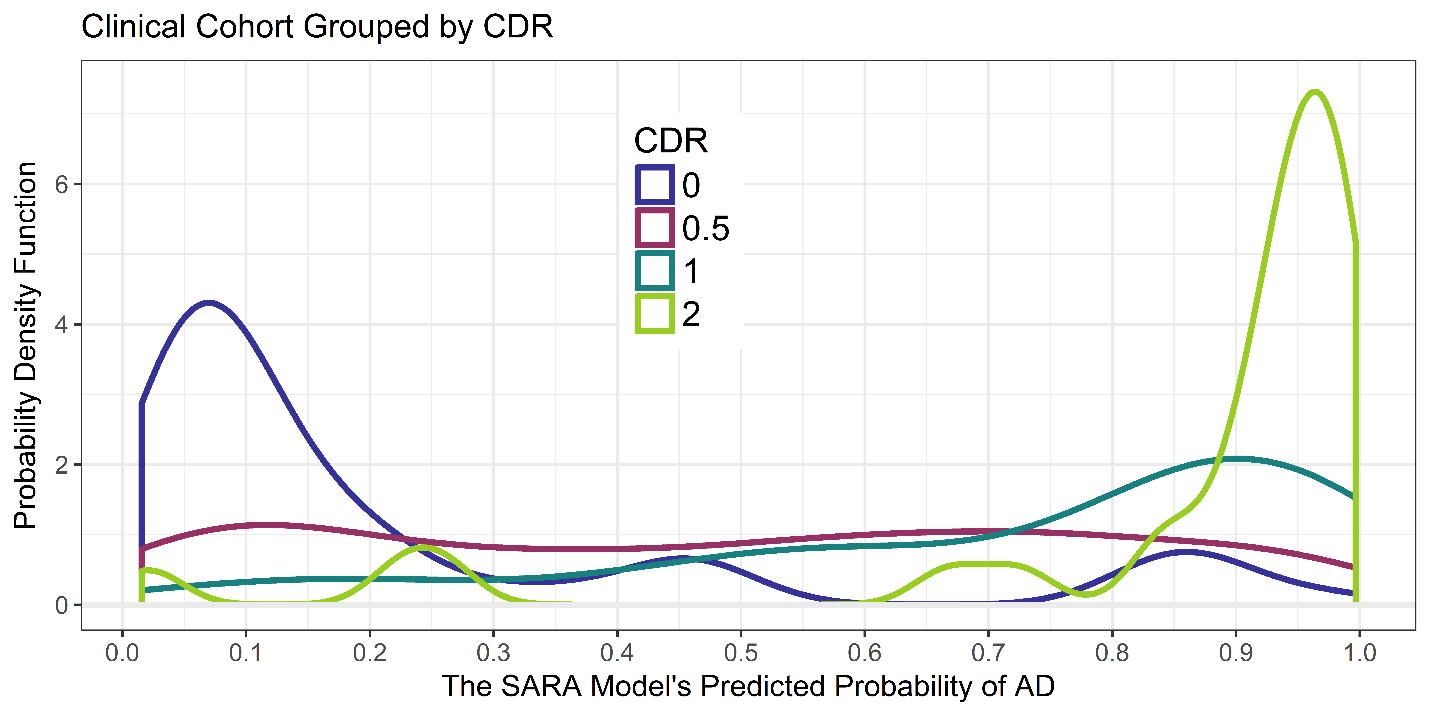 Clinical Cohort Grouped by CDR
Probability Density Function
6
4
2
0
CDR
0
0.5
1
2
0.0 0.1 0.2 0.3 0.4 0.5 0.6 0.7 0.8 0.9 1.0
The SARA Model's Predicted Probability of AD